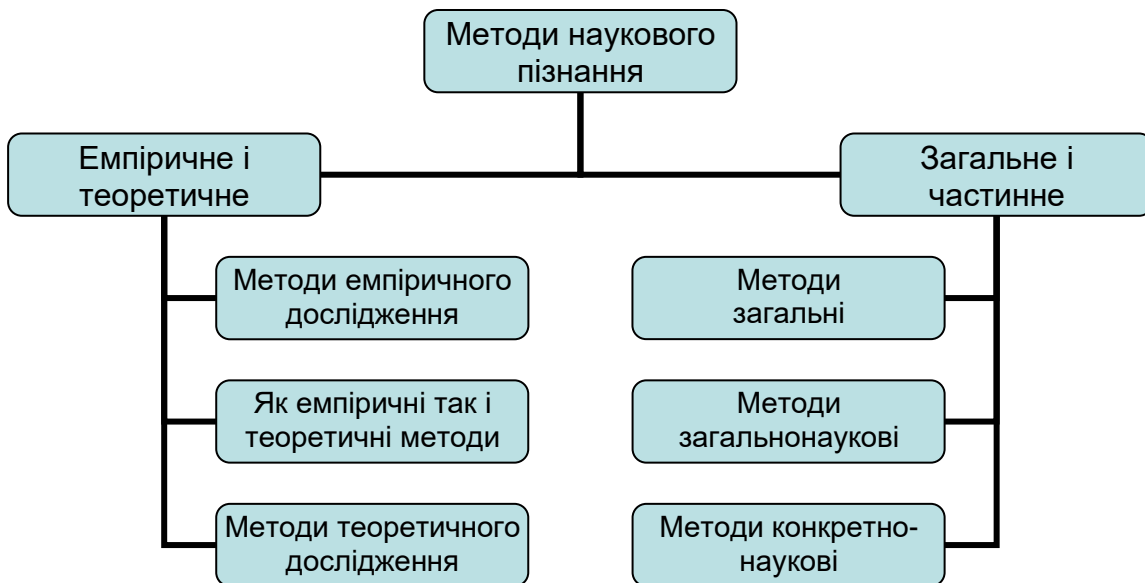 Методи наукового
пізнання
Емпіричне і
теоретичне
Загальне і
частинне
Методи емпіричного
дослідження
Методи
загальні
Як емпіричні так і
теоретичні методи
Методи
загальнонаукові
Методи теоретичного
дослідження
Методи конкретно-
наукові